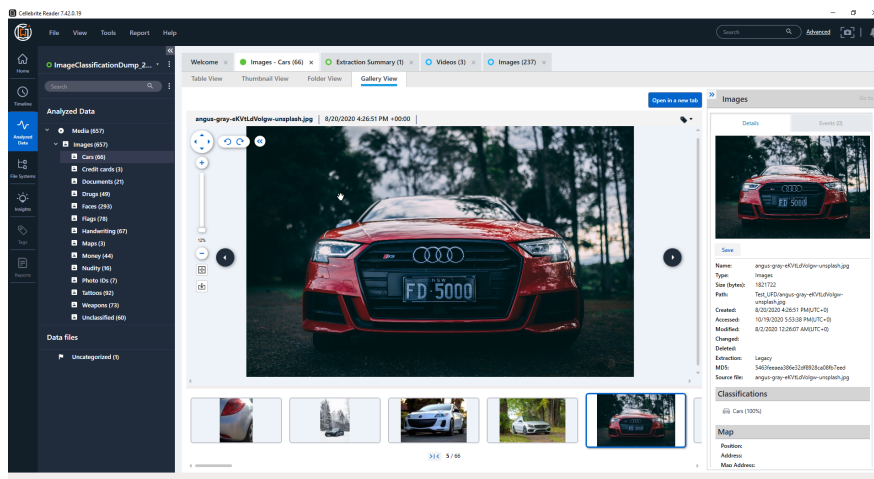 Cellebrite Reader 7.42.0.19
File View Tools Report Help
Search Advanced
Home
Timeline
Analyzed Data
File Systems
Insights
Tags
Reports
ImageClassificationDump_2...
Search
Analyzed Data
Media (657)
Images (657)
Cars (66)
Credit cards (3)
Documents (21)
Drugs (49)
Faces (293)
Flags (78)
Handwriting (67)
Maps (3)
Money (44)
Nudity (16)
Photo IDs (7)
Tattoos (92)
Weapons (73)
Unclassified (60)
Data files
Uncategorized (1)
Welcome × Images - Cars (66) × Extraction Summary (1) × Videos (3) × Images (237) ×
Table View Thumbnail View Folder View Gallery View
Open in a new tab
angus-gray-eKVtLdVolgw-unsplash.jpg 8/20/2020 4:26:51 PM +00:00
12%
NSW
FD·5000
5 / 66
Images
Details Events (0)
FD 5000
Save
Name: angus-gray-eKVtLdVolgw-unsplash.jpg
Type: Images
Size (bytes): 1821722
Path: Test_UFD/angus-gray-eKVtLdVolgw-
unsplash.jpg
Created: 8/20/2020 4:26:51 PM(UTC+0)
Accessed: 10/19/2020 5:53:38 PM(UTC+0)
Modified: 8/2/2020 12:26:07 AM(UTC+0)
Changed:
Deleted:
Extraction: Legacy
MD5: 5463feeaea386e32df8928ca08fb7eed
Source file: angus-gray-eKVtLdVolgw-unsplash.jpg
Classifications
Cars (100%)
Map
Position:
Address:
Map Address: